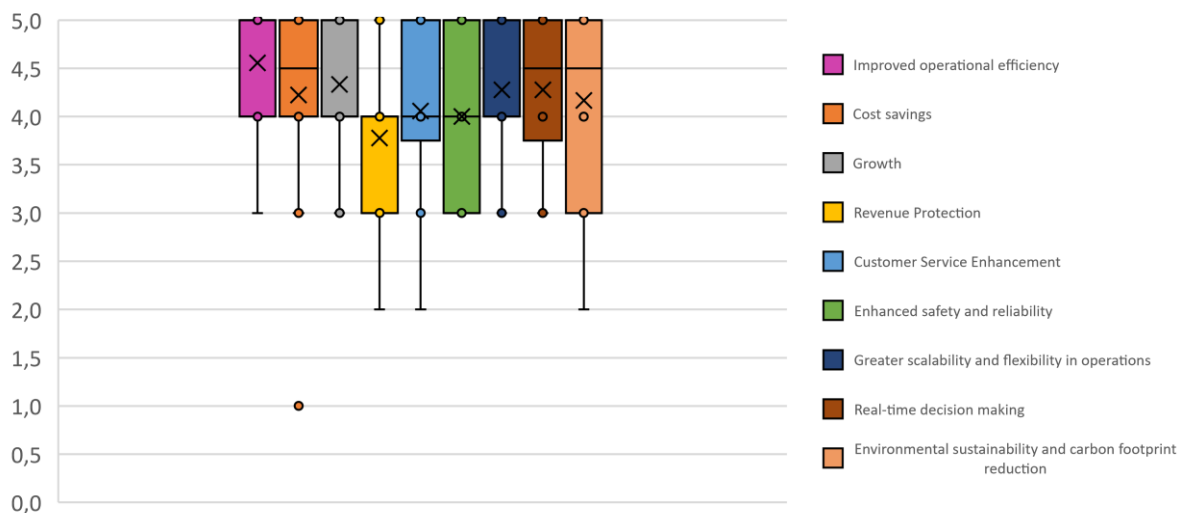 5,0
4,5
4,0
3,5
3,0
2,5
2,0
1,5
1,0
0,5
0,0
Improved operational efficiency
Cost savings
Growth
Revenue Protection
Customer Service Enhancement
Enhanced safety and reliability
Greater scalability and flexibility in operations
Real-time decision making
Environmental sustainability and carbon footprint
reduction